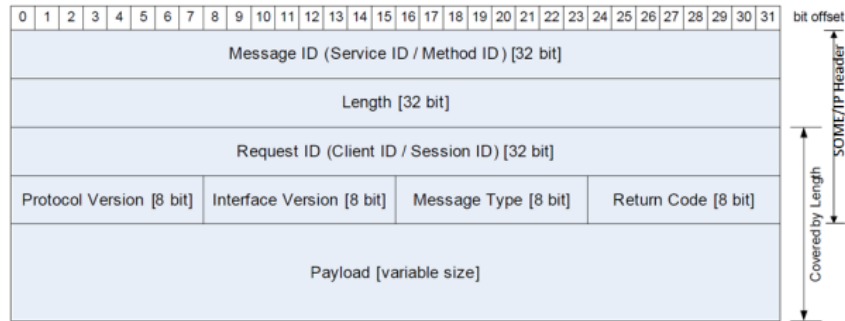 0 1 2 3 4 5 6 7 8 9 10 11 12 13 14 15 16 17 18 19 20 21 22 23 24 25 26 27 28 29 30 31 bit offset
Message ID (Service ID / Method ID) [32 bit]
Length [32 bit]
Request ID (Client ID / Session ID) [32 bit]
Protocol Version [8 bit] Interface Version [8 bit] Message Type [8 bit] Return Code [8 bit]
Payload [variable size]
SOME/IP Header
Covered by Length